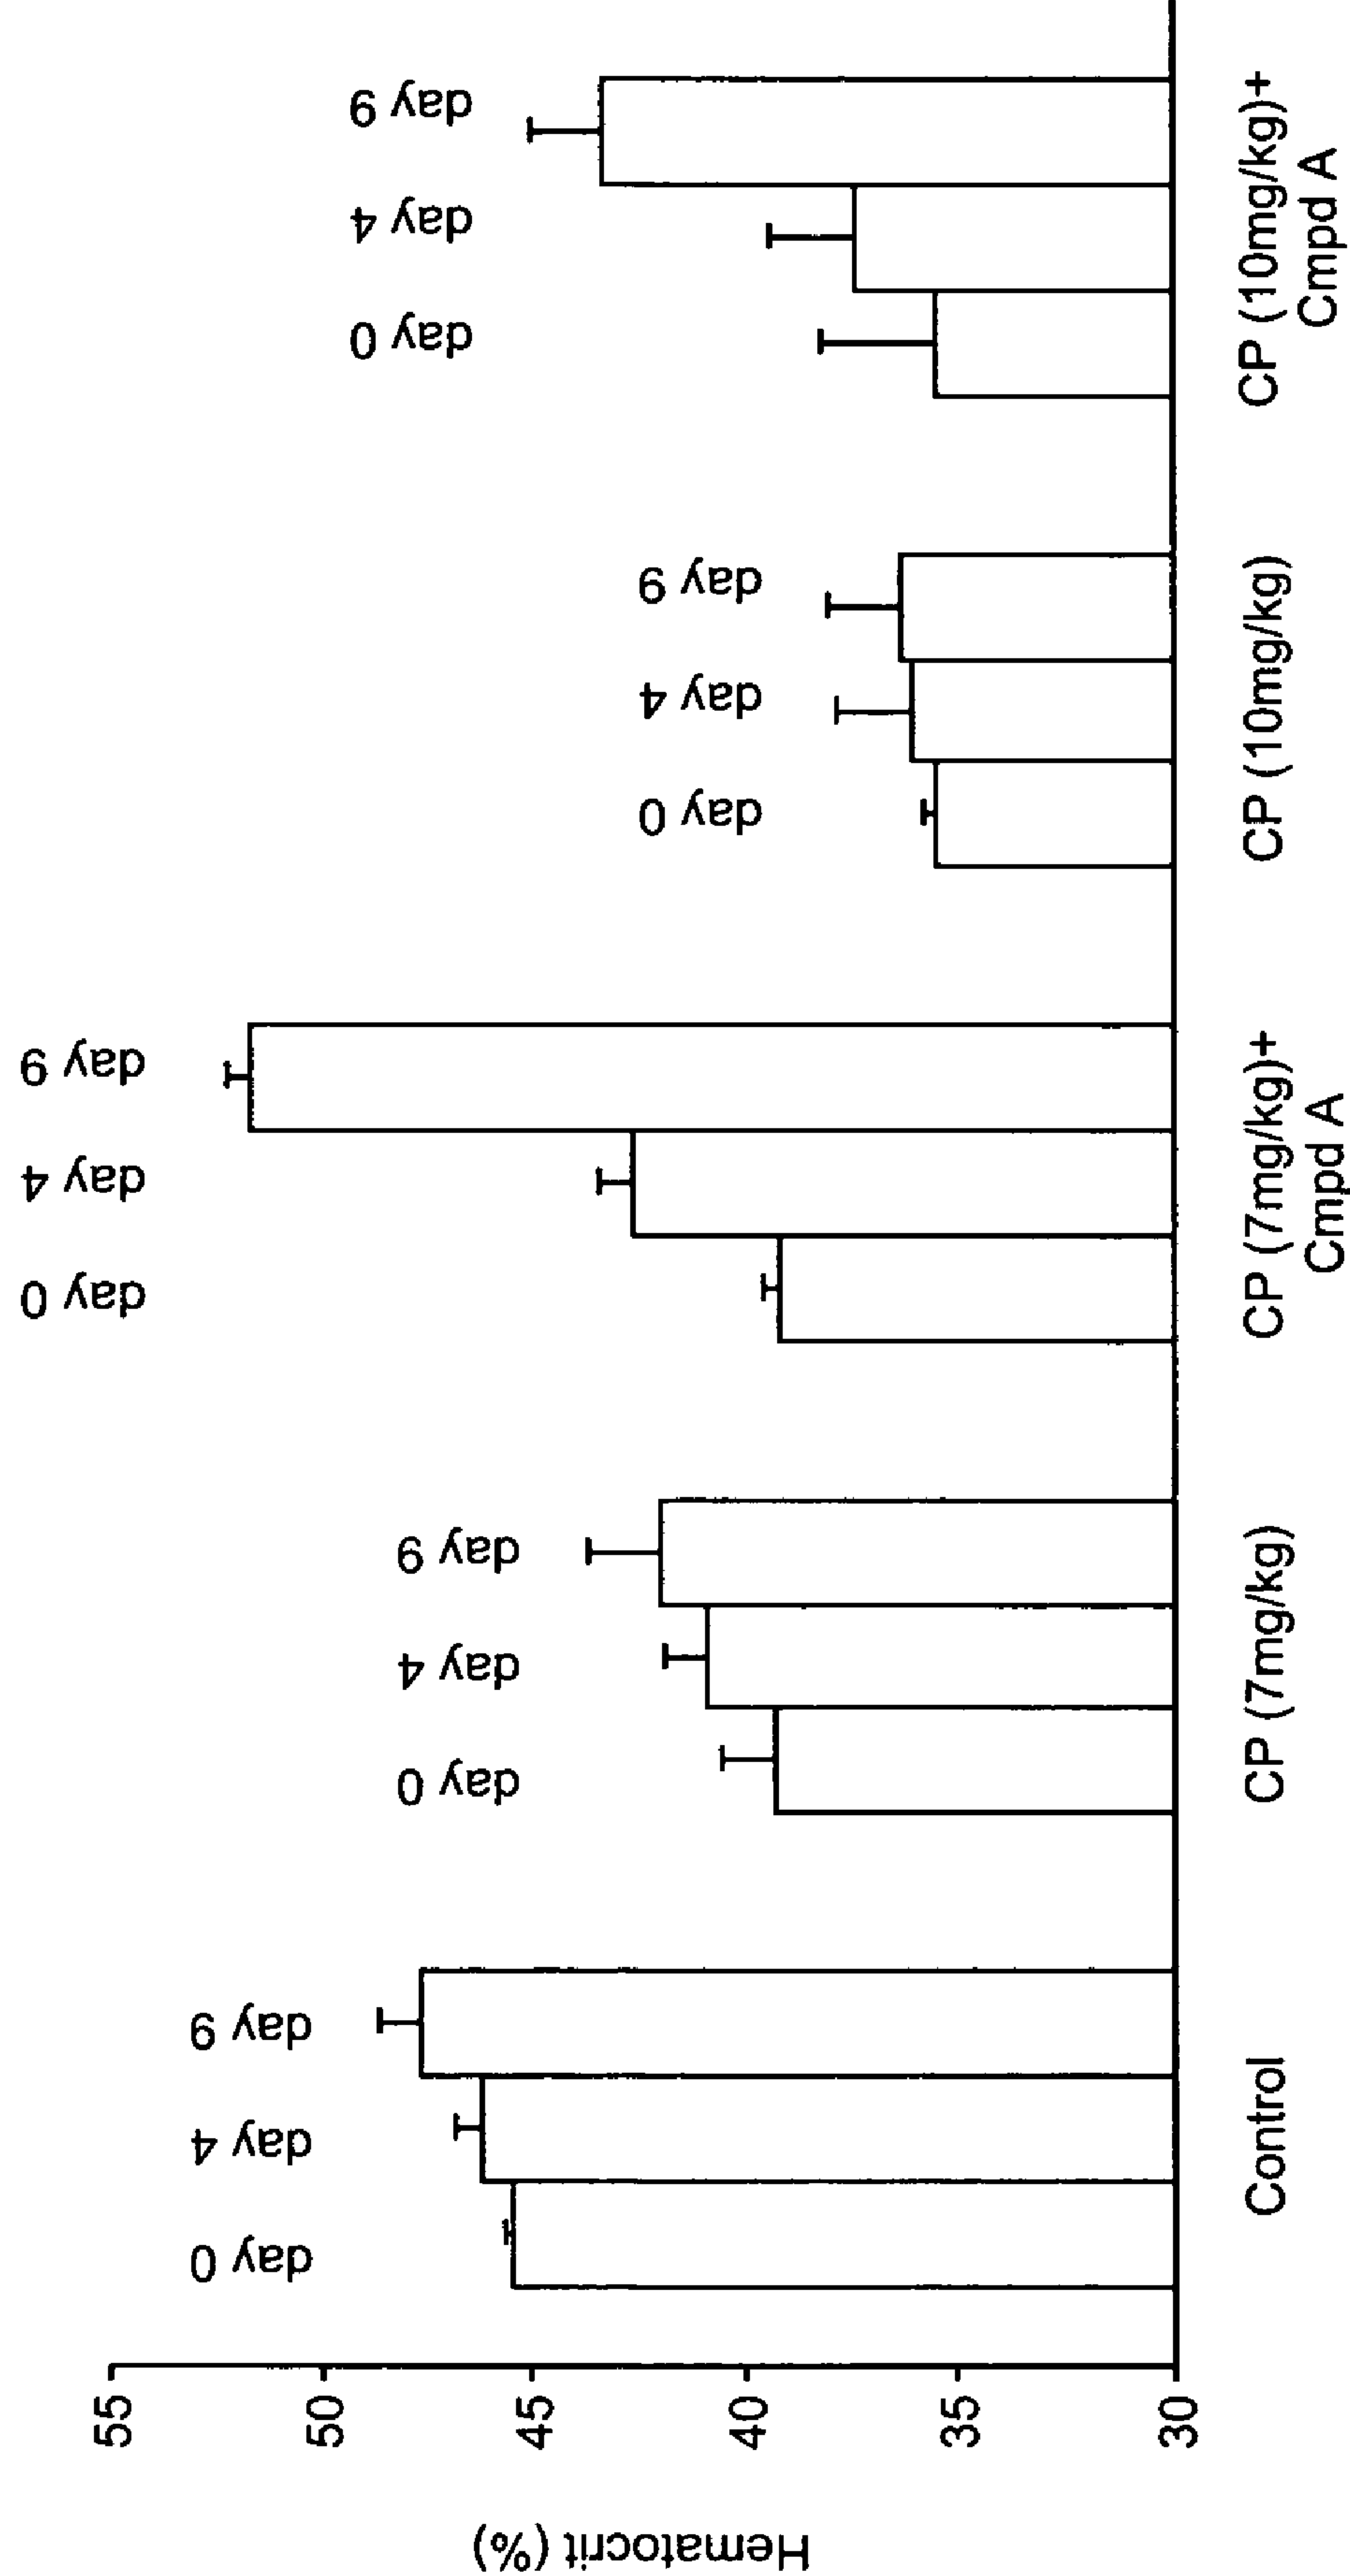 Hematocrit (%)
55
50
45
40
35
30
day 0
day 4
day 9
Control
day 0
day 4
day 9
CP (7mg/kg)
day 0
day 4
day 9
CP (7mg/kg)+
Cmpd A
day 0
day 4
day 9
CP (10mg/kg)
day 0
day 4
day 9
CP (10mg/kg)+
Cmpd A